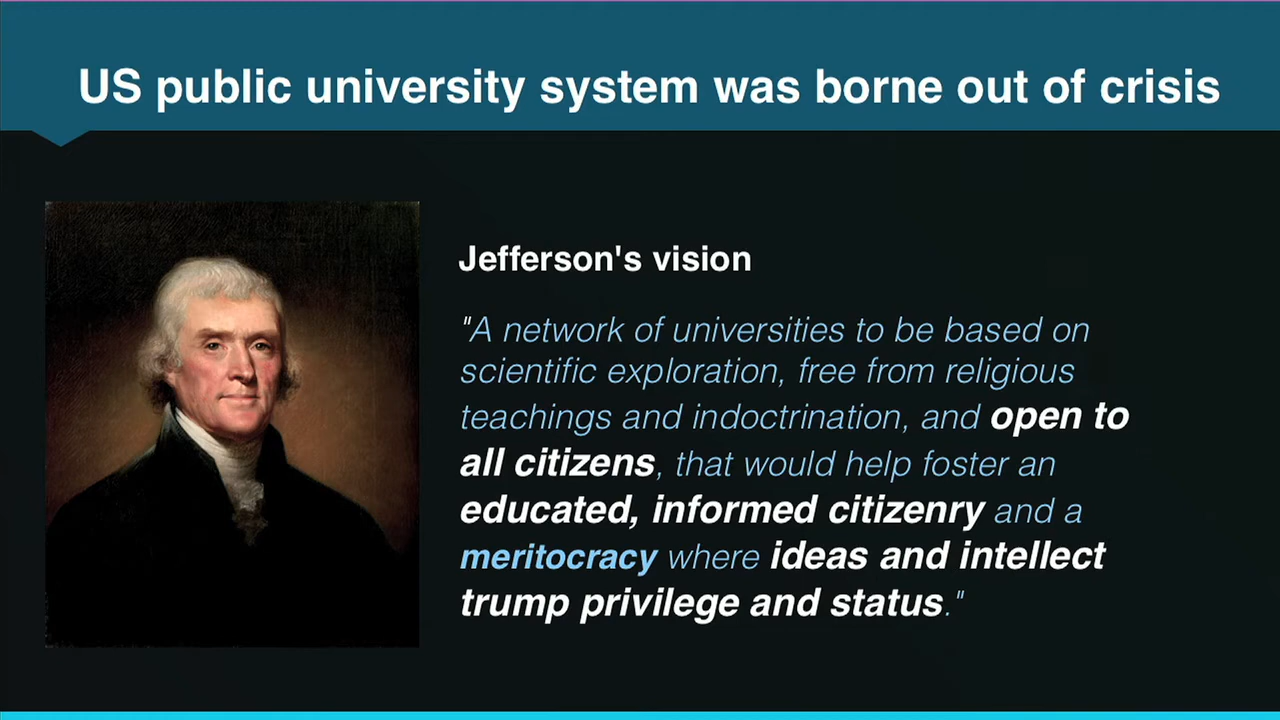 US public university system was borne out of crisis
Jefferson's vision
"A network of universities to be based on
scientific exploration, free from religious
teachings and indoctrination, and open to
all citizens, that would help foster an
educated, informed citizenry and a
meritocracy where ideas and intellect
trump privilege and status."